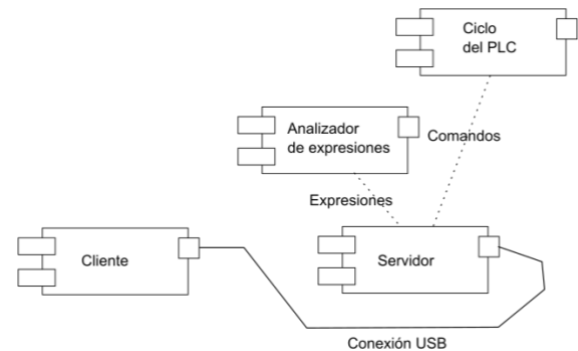 Ciclo
del PLC
Analizador
de expresiones
Comandos
Expresiones
Cliente
Servidor
Conexión USB